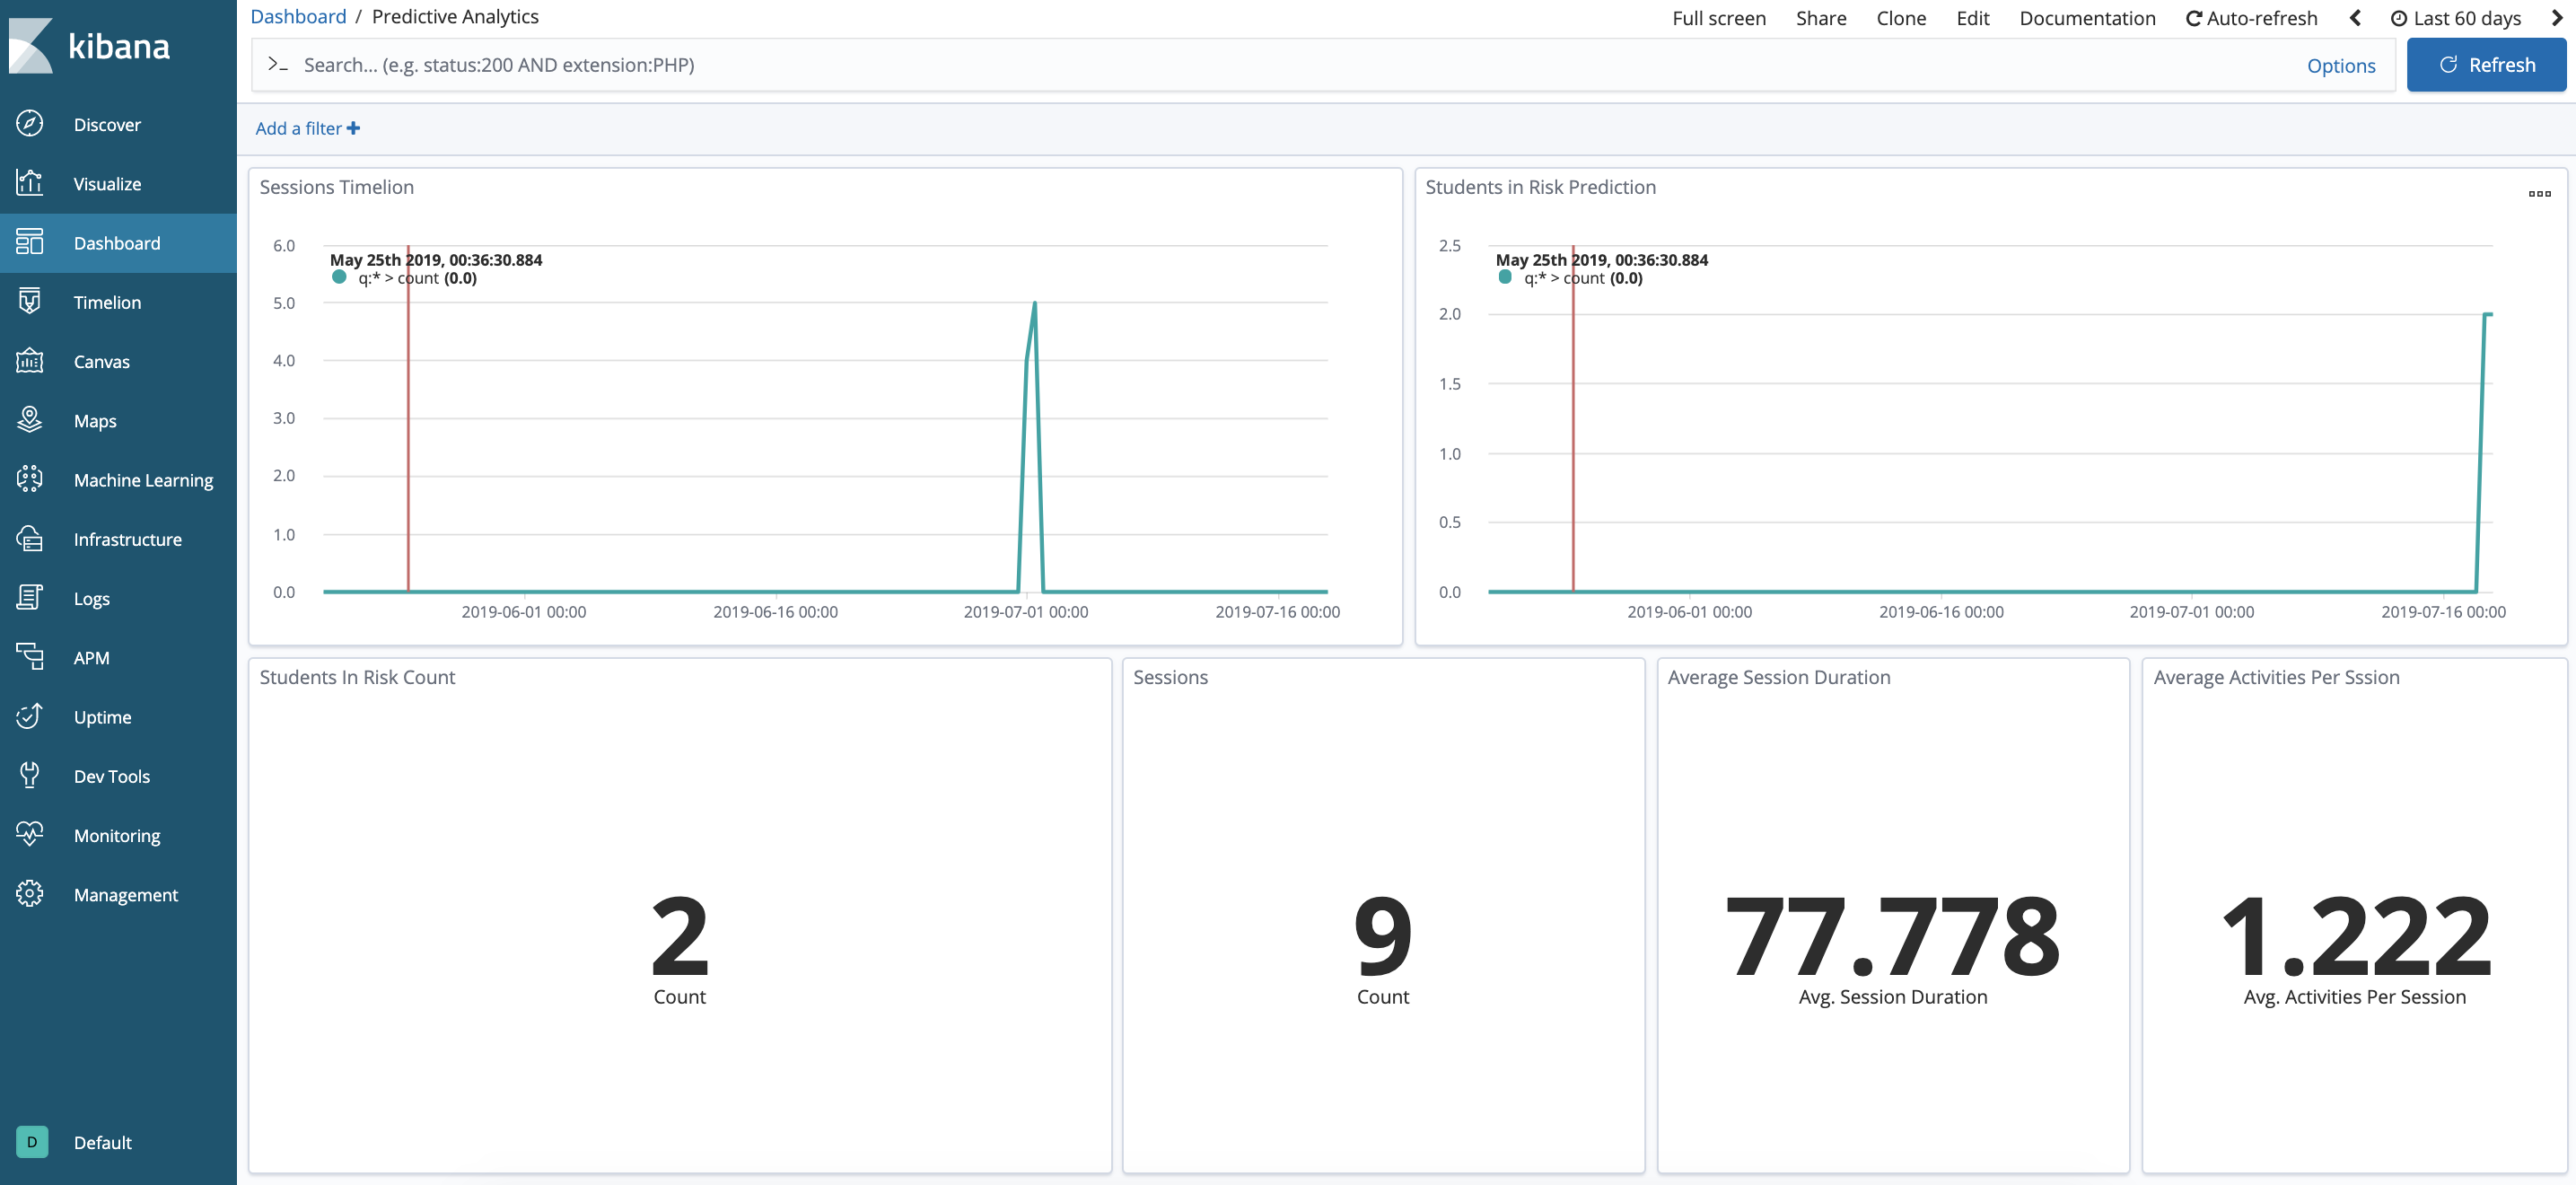 kibana
Discover
Visualize
Dashboard
Timelion
Canvas
Maps
Machine Learning
Infrastructure
Logs
APM
Uptime
Dev Tools
Monitoring
Management
D Default
Dashboard / Predictive Analytics
Full screen Share Clone Edit Documentation Auto-refresh Last 60 days
>_ Search... (e.g. status:200 AND extension:PHP) Options Refresh
Add a filter +
Sessions Timelion
May 25th 2019, 00:36:30.884
q:* > count (0.0)
6.0
5.0
4.0
3.0
2.0
1.0
0.0
2019-06-01 00:00 2019-06-16 00:00 2019-07-01 00:00 2019-07-16 00:00
Students in Risk Prediction
May 25th 2019, 00:36:30.884
q:* > count (0.0)
2.5
2.0
1.5
1.0
0.5
0.0
2019-06-01 00:00 2019-06-16 00:00 2019-07-01 00:00 2019-07-16 00:00
Students In Risk Count
2
Count
Sessions
9
Count
Average Session Duration
77.778
Avg. Session Duration
Average Activities Per Sssion
1.222
Avg. Activities Per Session